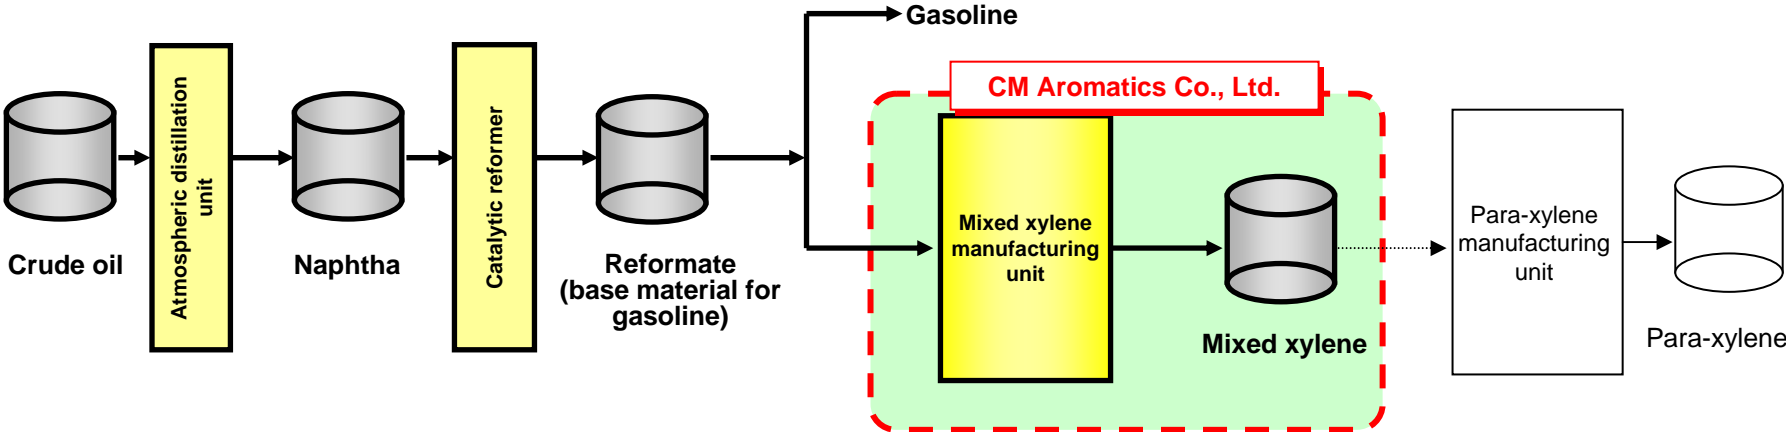 Gasoline
CM Aromatics Co., Ltd.
Crude oil
Atmospheric distillation
unit
Naphtha
Catalytic reformer
Reformate
(base material for
gasoline)
Mixed xylene
manufacturing
unit
Mixed xylene
Para-xylene
manufacturing
unit
Para-xylene